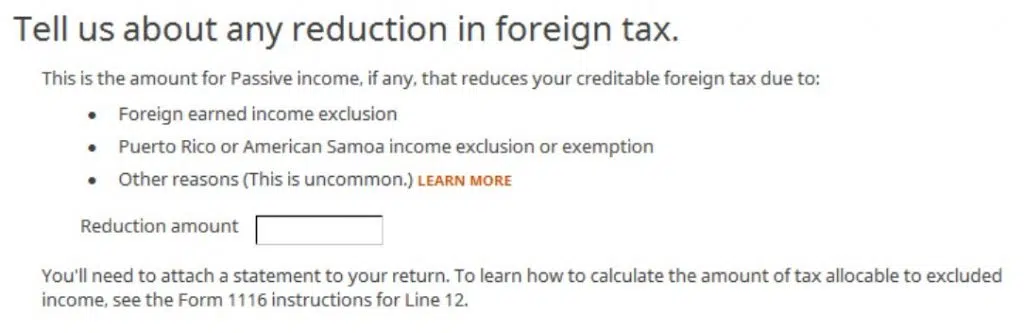 Tell us about any reduction in foreign tax.
This is the amount for Passive income, if any, that reduces your creditable foreign tax due to:
• Foreign earned income exclusion
• Puerto Rico or American Samoa income exclusion or exemption
• Other reasons (This is uncommon.) LEARN MORE
Reduction amount
You'll need to attach a statement to your return. To learn how to calculate the amount of tax allocable to excluded
income, see the Form 1116 instructions for Line 12.